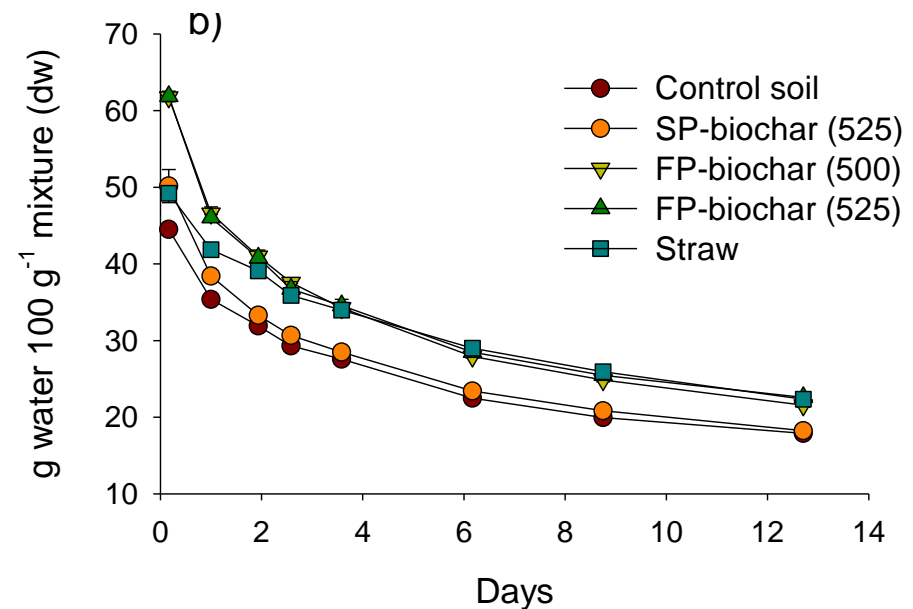 b)
70
60
50
40
30
20
10
0
2
4
6
8
10
12
14
g water 100 g⁻¹ mixture (dw)
Days
Control soil
SP-biochar (525)
FP-biochar (500)
FP-biochar (525)
Straw